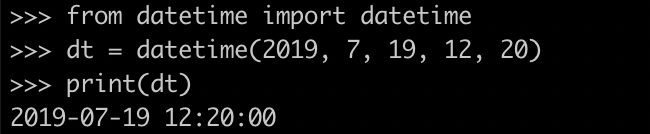 >>> from datetime import datetime
>>> dt = datetime(2019, 7, 19, 12, 20)
>>> print(dt)
2019-07-19 12:20:00